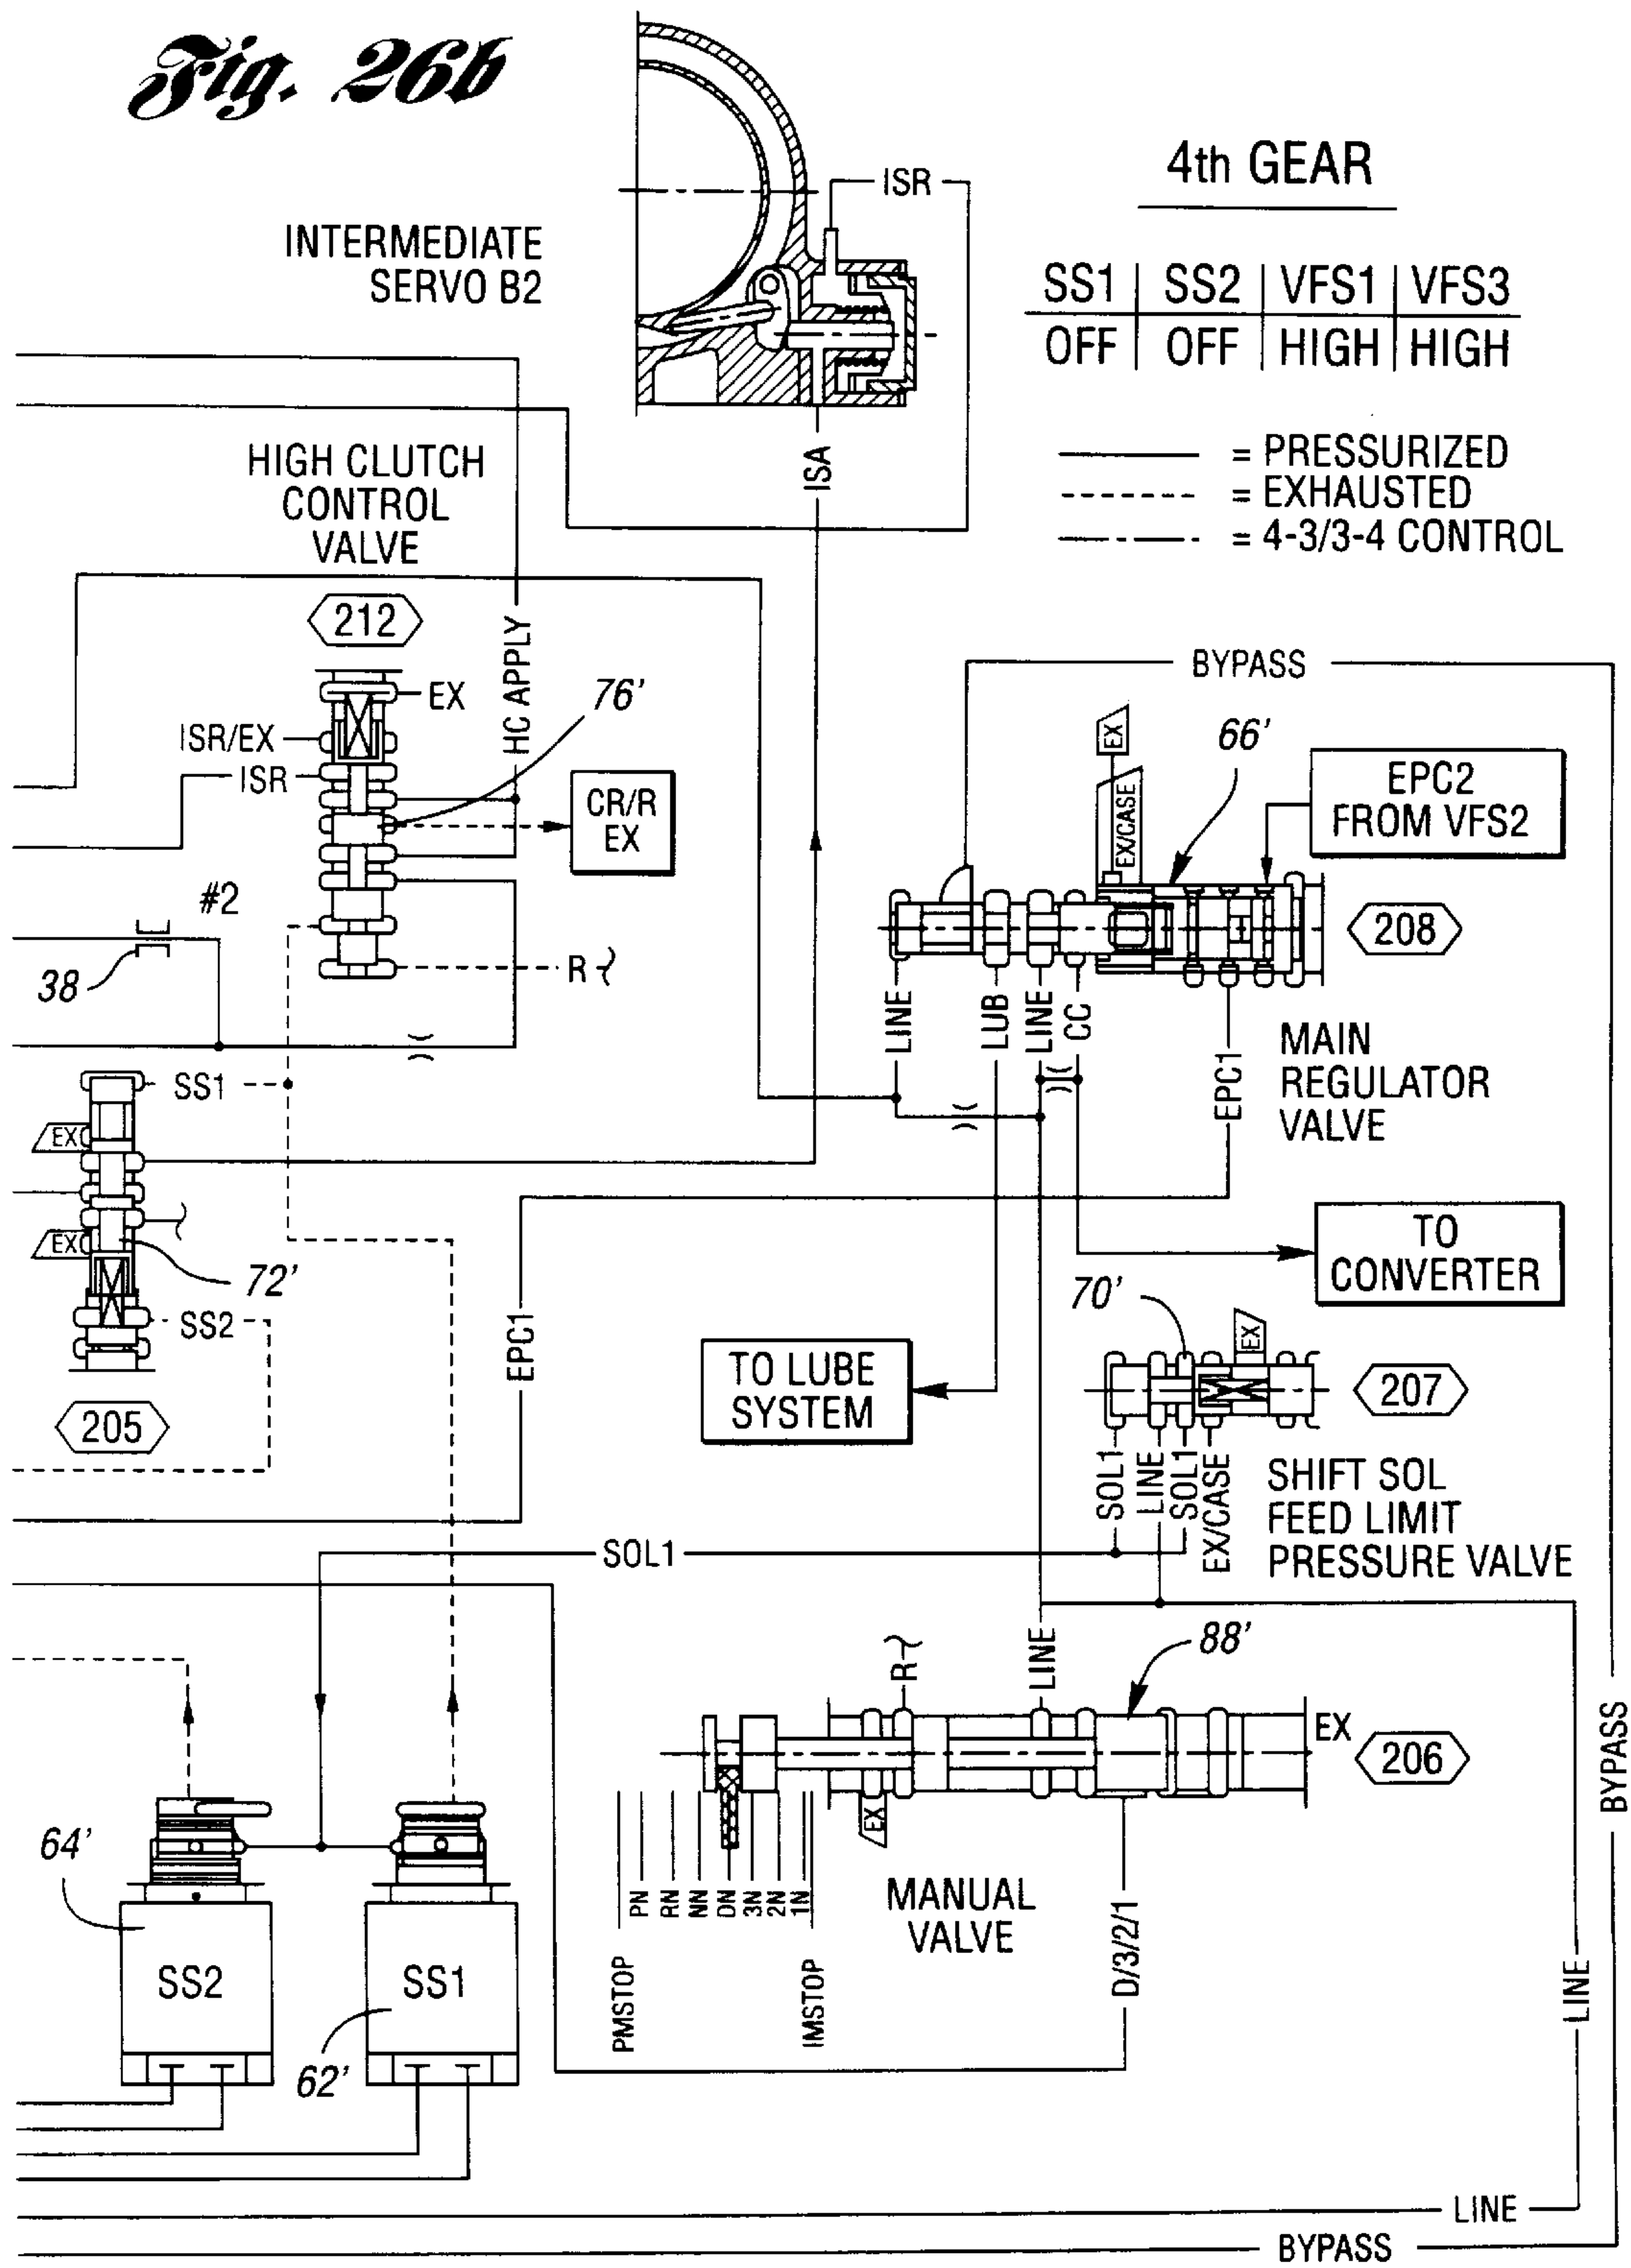 Fig. 26b
4th GEAR
SS1 SS2 VFS1 VFS3
OFF OFF HIGH HIGH
= PRESSURIZED
= EXHAUSTED
= 4-3/3-4 CONTROL
INTERMEDIATE
SERVO B2
ISR
ISA
HIGH CLUTCH
CONTROL
VALVE
212
EX
ISR/EX
ISR
HC APPLY
76'
CR/R
EX
#2
38
R
BYPASS
EX
EX/CASE
66'
EPC2
FROM VFS2
208
LINE
LUB
LINE
CC
EPC1
MAIN
REGULATOR
VALVE
SS1
EX
EX
72'
SS2
205
EPC1
TO
CONVERTER
TO LUBE
SYSTEM
70'
EX
207
SOL1
LINE
SOL1
EX/CASE
SHIFT SOL
FEED LIMIT
PRESSURE VALVE
SOL1
R
LINE
88'
EX
206
EX
PMSTOP
PN
RN
NN
DN
3N
2N
1N
IMSTOP
MANUAL
VALVE
D/3/2/1
64'
SS2
SS1
62'
BYPASS
LINE
LINE
BYPASS